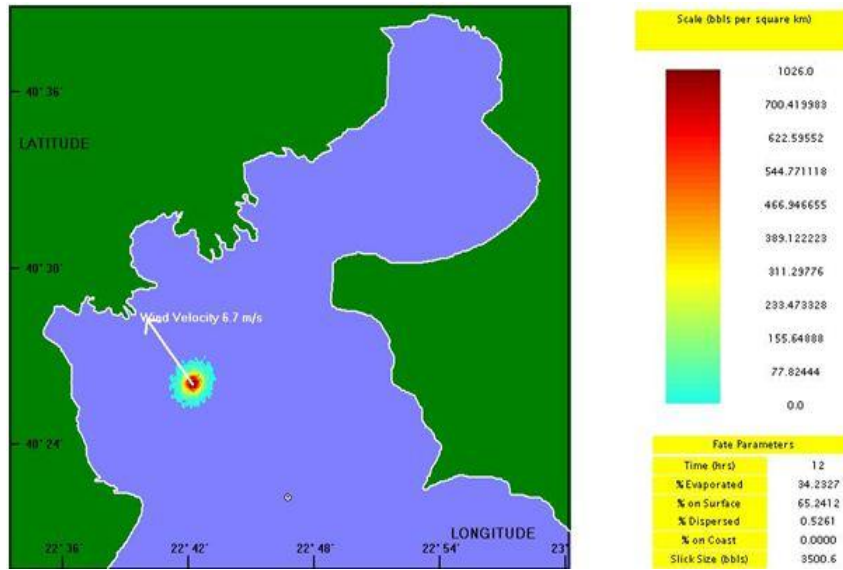 40° 36'
LATITUDE
40° 30'
Wind Velocity 6.7 m/s
40° 24'
LONGITUDE
22° 36' 22° 42' 22° 48' 22° 54' 23°
Scale (bbls per square km)
1026.0
700.419983
622.59552
544.771118
466.946655
389.122223
311.29776
233.473328
155.64888
77.82444
0.0
Fate Parameters
Time (hrs) 12
% Evaporated 34.2327
% on Surface 65.2412
% Dispersed 0.5261
% on Coast 0.0000
Slick Size (bbls) 3500.6